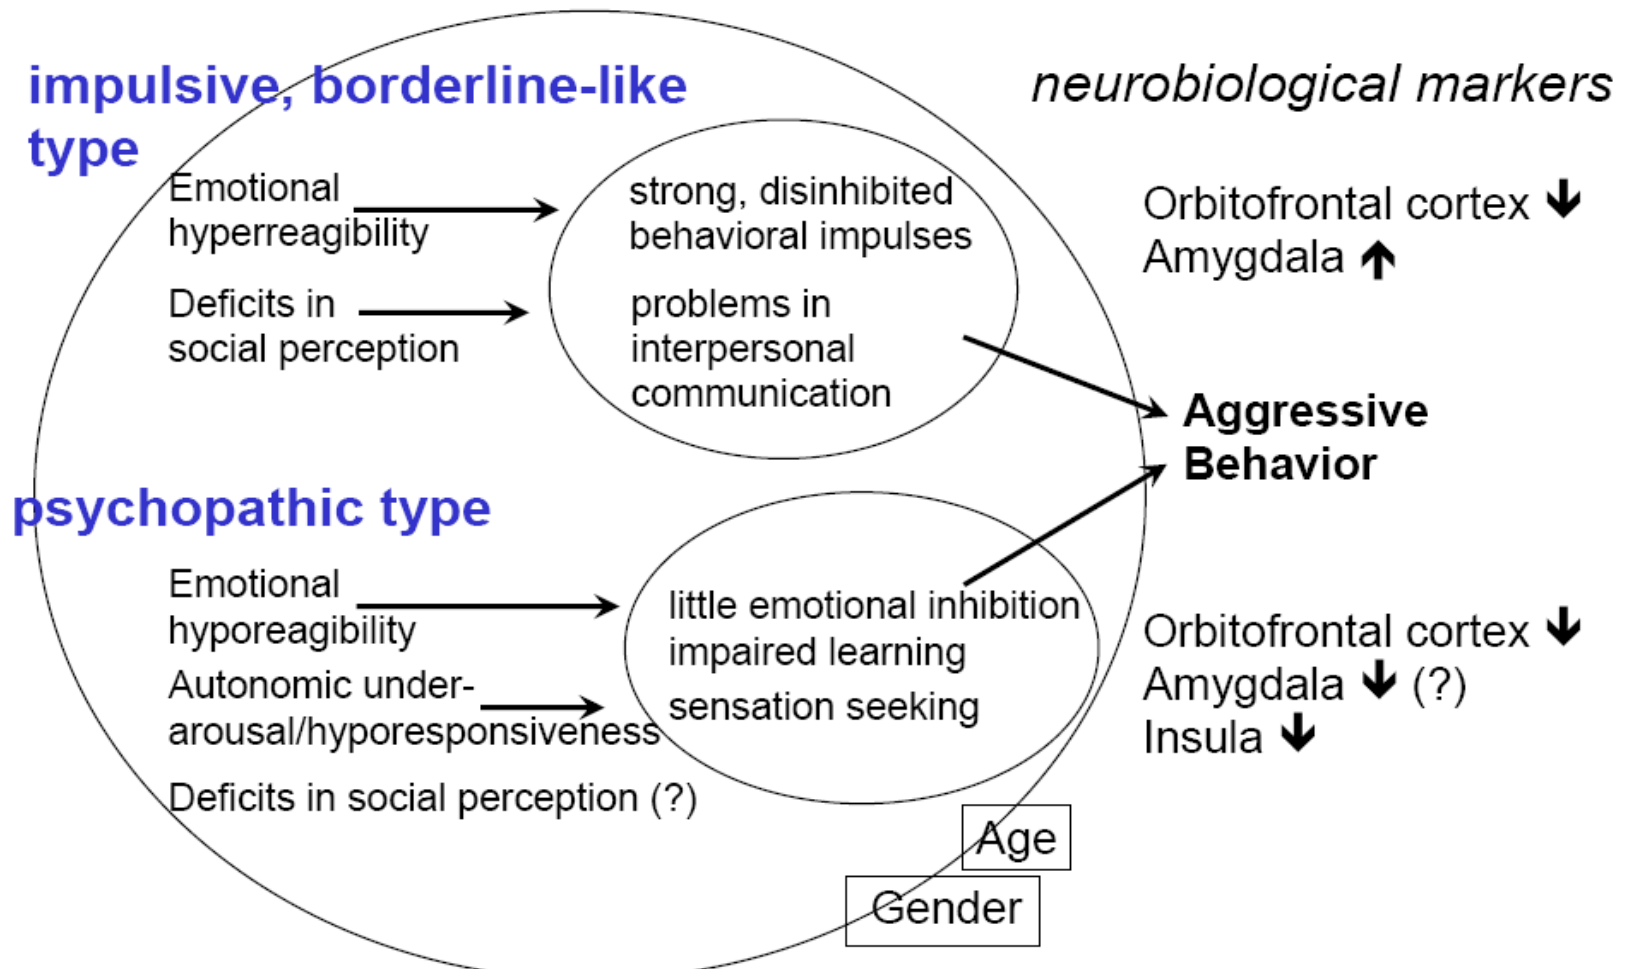 impulsive, borderline-like
type
neurobiological markers
Emotional
hyperreagibility
strong, disinhibited
behavioral impulses
Orbitofrontal cortex ↓
Amygdala ↑
Deficits in
social perception
problems in
interpersonal
communication
Aggressive
Behavior
psychopathic type
Emotional
hyporeagibility
little emotional inhibition
impaired learning
Autonomic under-
arousal/hyporesponsiveness
sensation seeking
Orbitofrontal cortex ↓
Amygdala ↓ (?)
Insula ↓
Deficits in social perception (?)
Age
Gender